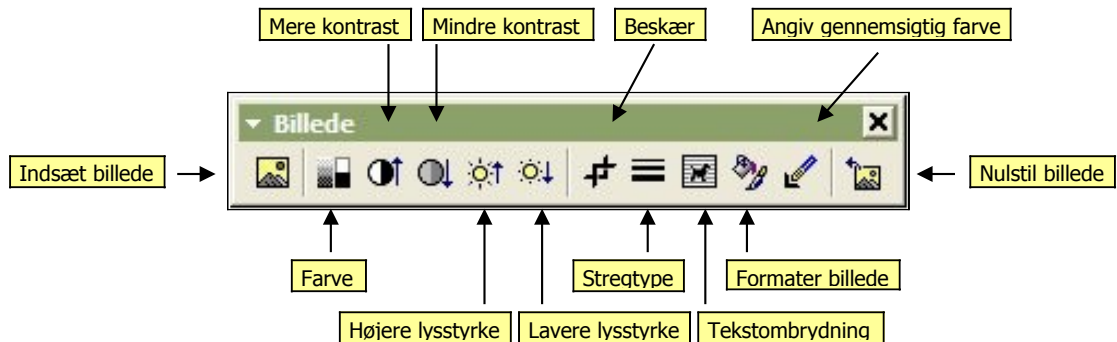 Mere kontrast
Mindre kontrast
Beskær
Angiv gennemsigtig farve
Billede
Indsæt billede
Nulstil billede
Farve
Stregtype
Formater billede
Højere lysstyrke
Lavere lysstyrke
Tekstombrydning